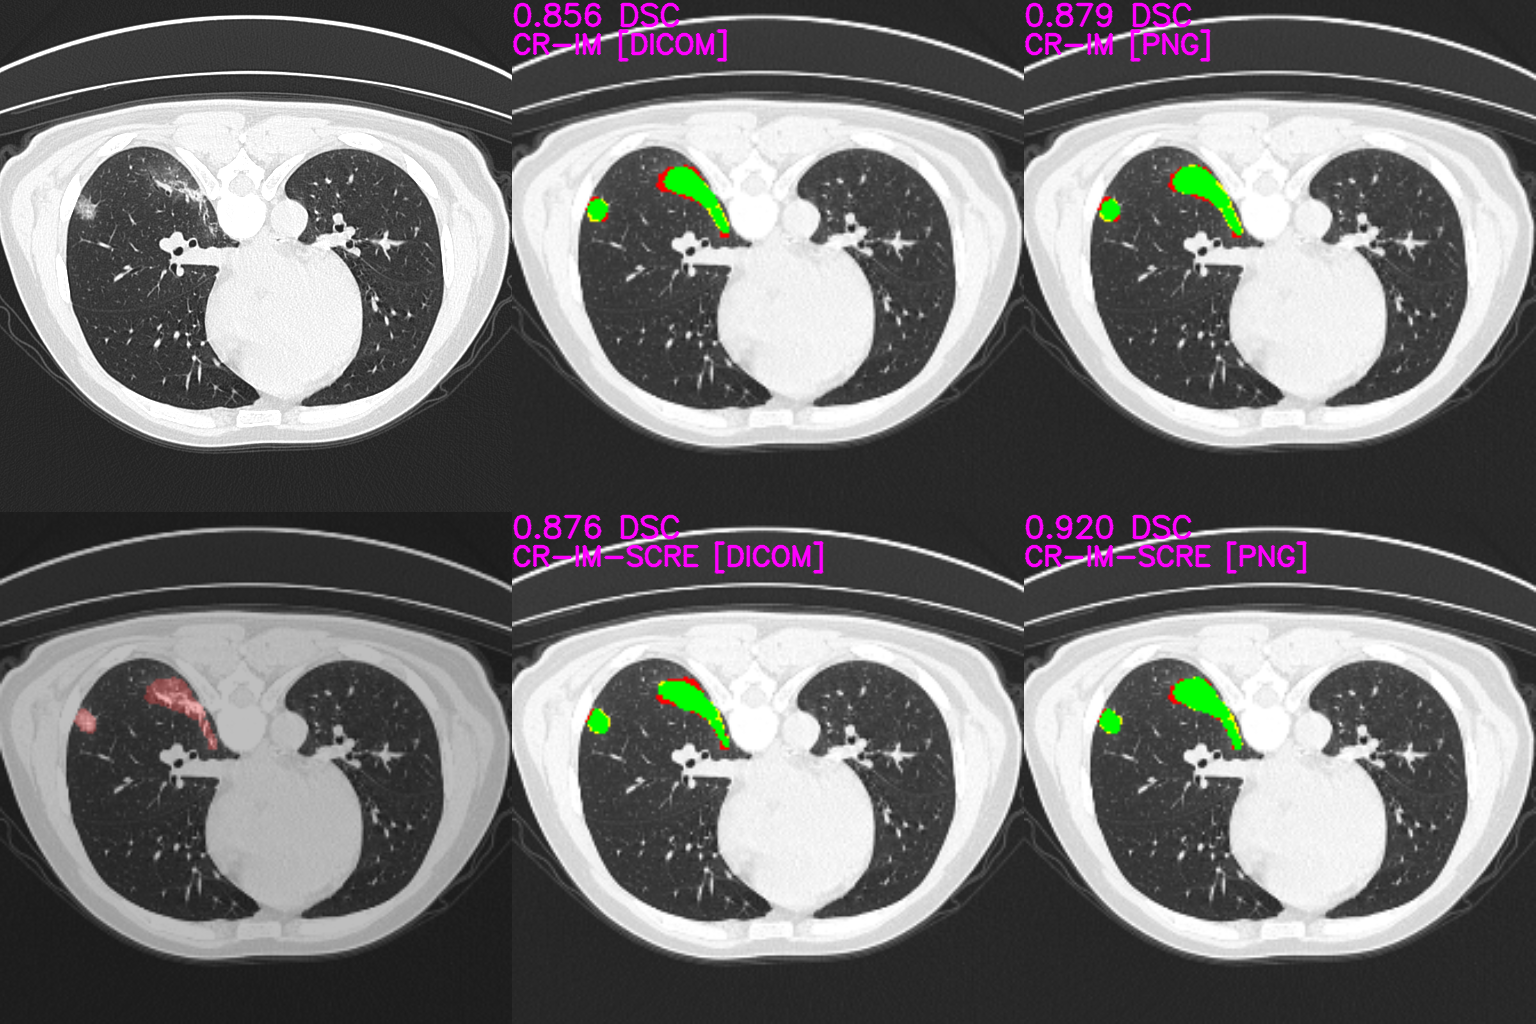 0.856 DSC
CR-IM [DICOM]
0.879 DSC
CR-IM [PNG]
0.876 DSC
CR-IM-SCRE [DICOM]
0.920 DSC
CR-IM-SCRE [PNG]